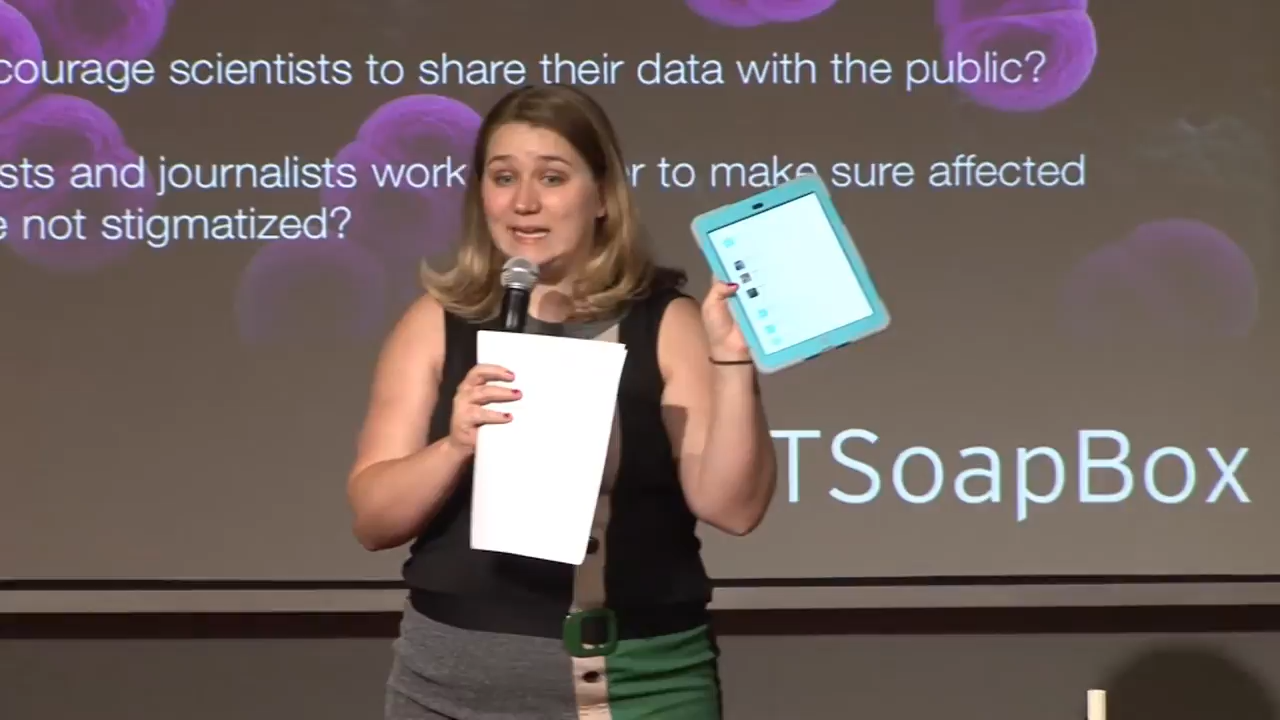 courage scientists to share their data with the public?
sts and journalists work r to make sure affected
e not stigmatized?
TSoapBox